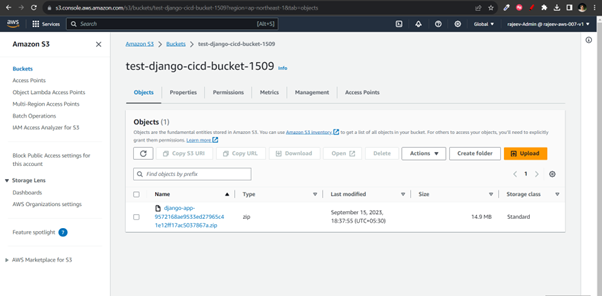 s3.console.aws.amazon.com/s3/buckets/test-django-cicd-bucket-1509?region=ap-northeast-1&tab=objects
aws
Services
Search
[Alt+S]
Global
rajeev-Admin @ rajeev-aws-007-v1
Amazon S3
Buckets
Access Points
Object Lambda Access Points
Multi-Region Access Points
Batch Operations
IAM Access Analyzer for S3
Block Public Access settings for
this account
Storage Lens
Dashboards
AWS Organizations settings
Feature spotlight 7
AWS Marketplace for S3
Amazon S3 > Buckets > test-django-cicd-bucket-1509
test-django-cicd-bucket-1509 Info
Objects Properties Permissions Metrics Management Access Points
Objects (1)
Objects are the fundamental entities stored in Amazon S3. You can use Amazon S3 inventory to get a list of all objects in your bucket. For others to access your objects, you'll need to explicitly
grant them permissions. Learn more
Copy S3 URI Copy URL Download Open Delete Actions Create folder Upload
Find objects by prefix
1
Name Type Last modified Size Storage class
django-app-
9572168ae9533ed27965c4
1e12ff17ac5037867a.zip
zip
September 15, 2023,
18:37:55 (UTC+05:30)
14.9 MB
Standard